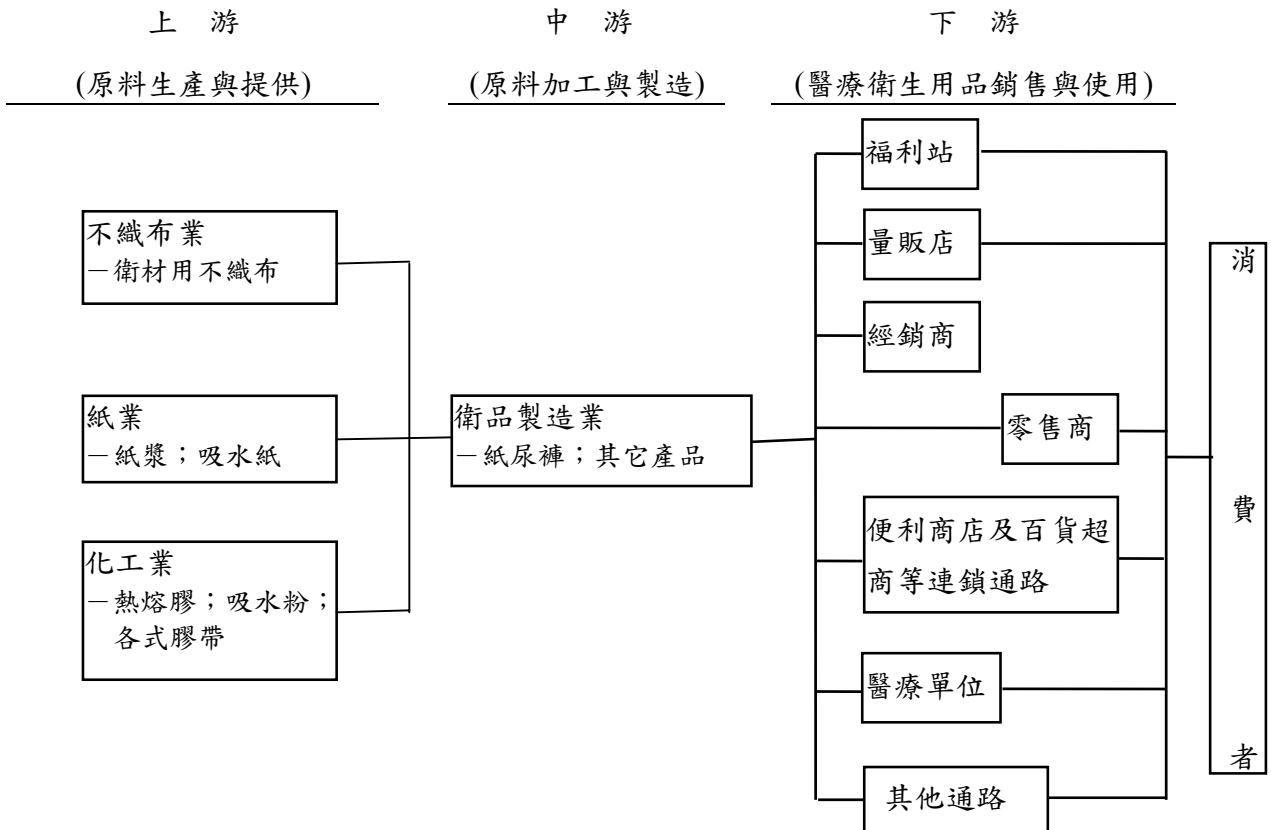 上 游
(原料生產與提供)
中 游
(原料加工與製造)
下 游
(醫療衛生用品銷售與使用)
不織布業
－衛材用不織布
紙業
－紙漿；吸水紙
化工業
－熱熔膠；吸水粉；
各式膠帶
衛品製造業
－紙尿褲；其它產品
福利站
量販店
經銷商
零售商
便利商店及百貨超
商等連鎖通路
醫療單位
其他通路
消
費
者